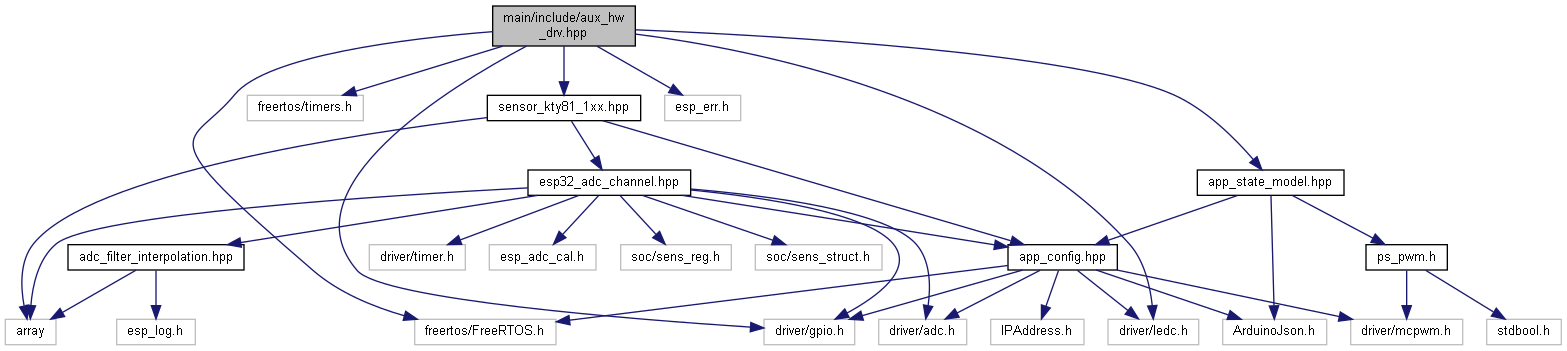 main/include/aux_hw
_drv.hpp
freertos/timers.h
sensor_kty81_1xx.hpp
esp_err.h
esp32_adc_channel.hpp
app_state_model.hpp
adc_filter_interpolation.hpp
driver/timer.h
esp_adc_cal.h
soc/sens_reg.h
soc/sens_struct.h
app_config.hpp
ps_pwm.h
array
esp_log.h
freertos/FreeRTOS.h
driver/gpio.h
driver/adc.h
IPAddress.h
driver/ledc.h
ArduinoJson.h
driver/mcpwm.h
stdbool.h